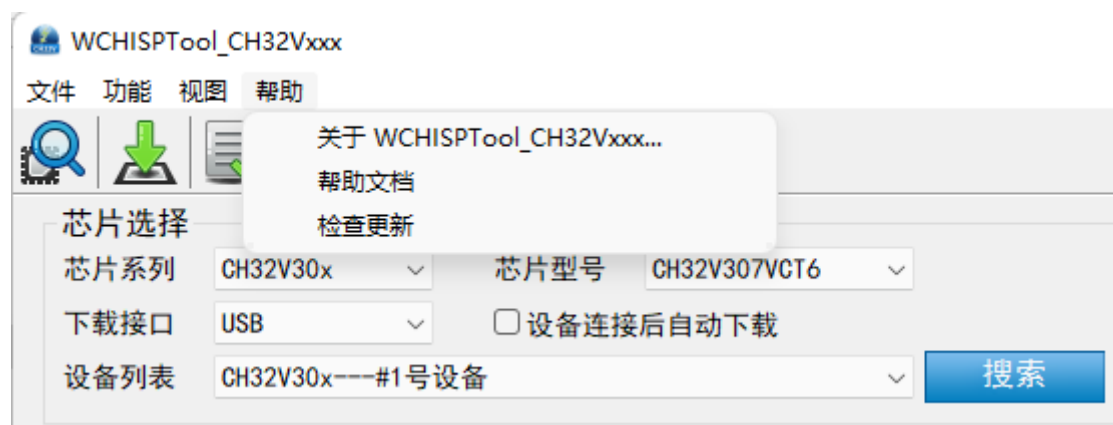 WCHISPTool_CH32Vxxx
文件 功能 视图 帮助
关于 WCHISPTool_CH32Vxxx...
帮助文档
检查更新
芯片选择
芯片系列 CH32V30x 芯片型号 CH32V307VCT6
下载接口 USB 设备连接后自动下载
设备列表 CH32V30x---#1号设备 搜索